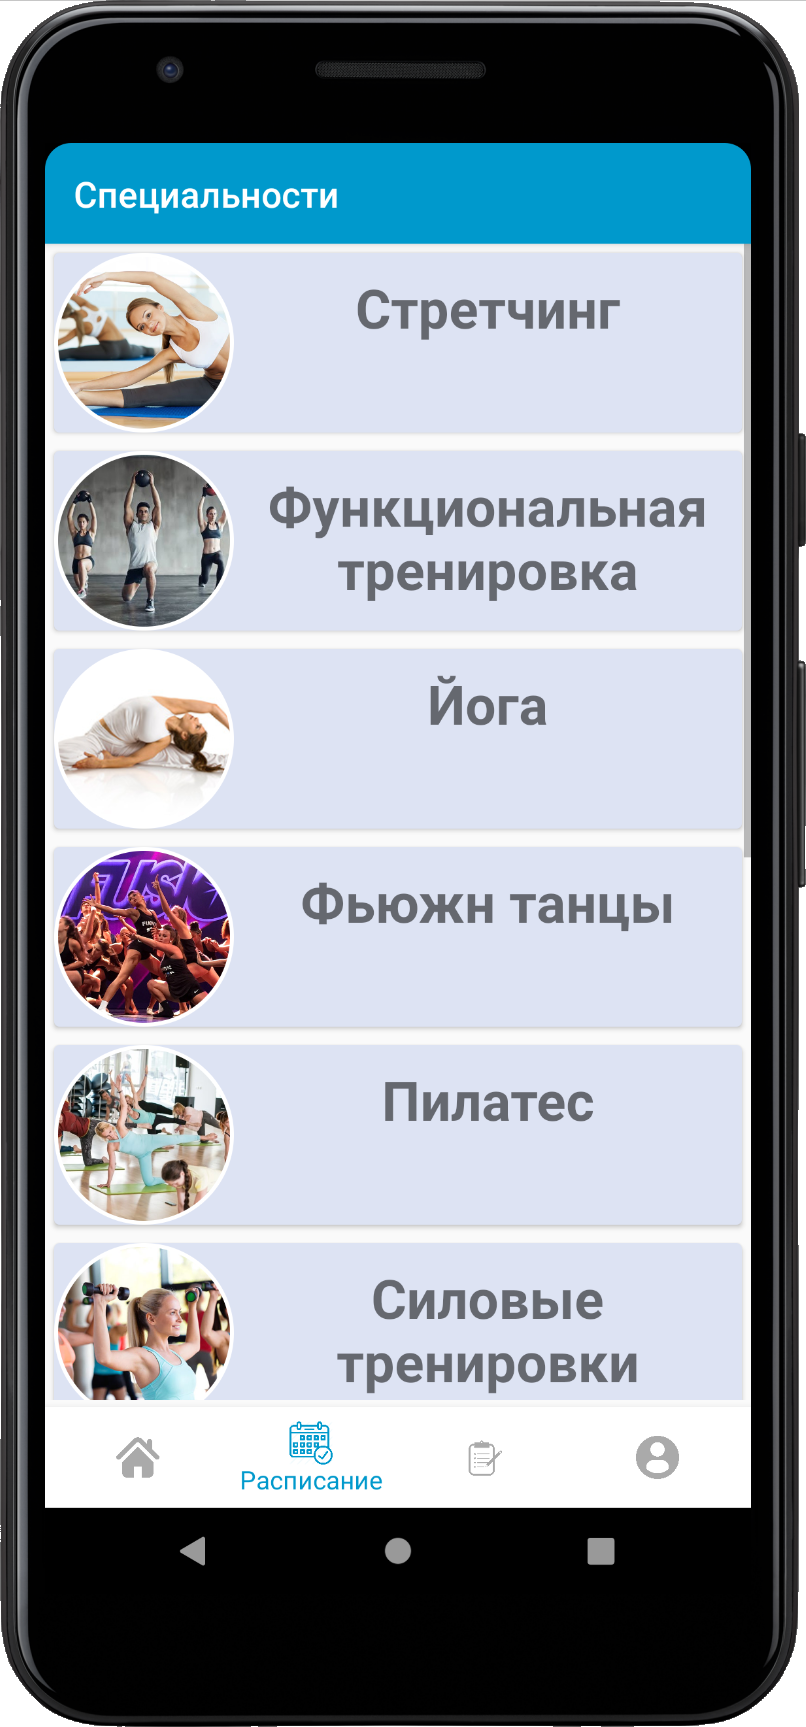 Специальности
Стретчинг
Функциональная
тренировка
Йога
Фьюжн танцы
Пилатес
Силовые
тренировки
Расписание